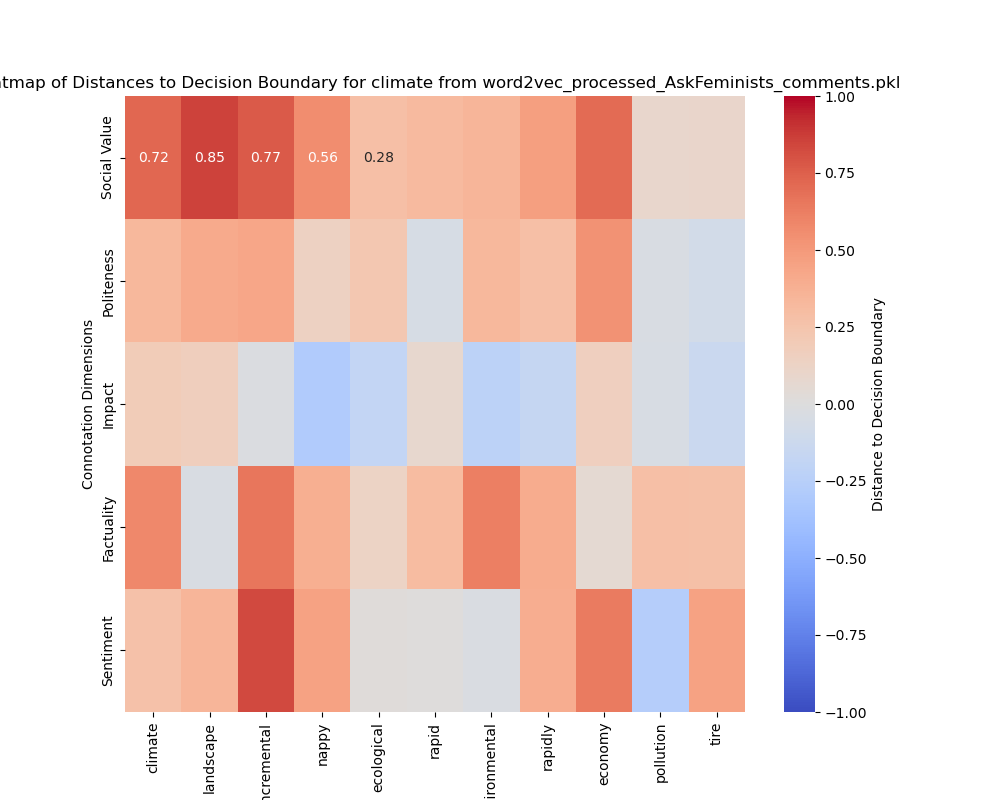 atmap of Distances to Decision Boundary for climate from word2vec_processed_AskFeminists_comments.pkl
Connotation Dimensions
Social Value
Politeness
Impact
Factuality
Sentiment
0.72 0.85 0.77 0.56 0.28
climate
landscape
ncremental
nappy
ecological
rapid
ironmental
rapidly
economy
pollution
tire
1.00
0.75
0.50
0.25
0.00
−0.25
−0.50
−0.75
−1.00
Distance to Decision Boundary